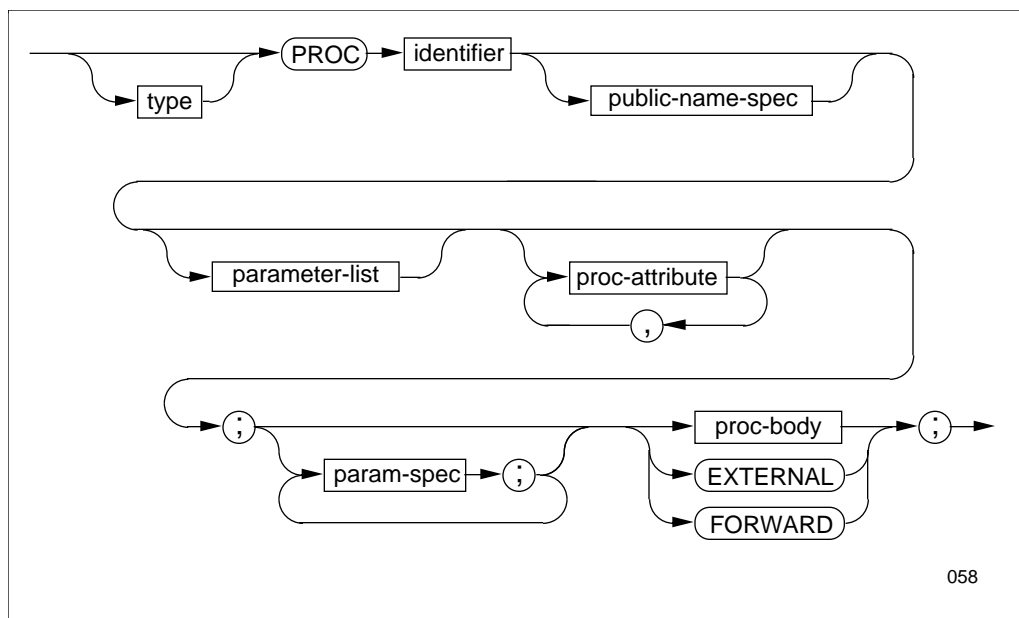 PROC identifier
type public-name-spec
parameter-list proc-attribute
,
; proc-body ;
param-spec ; EXTERNAL
FORWARD
058